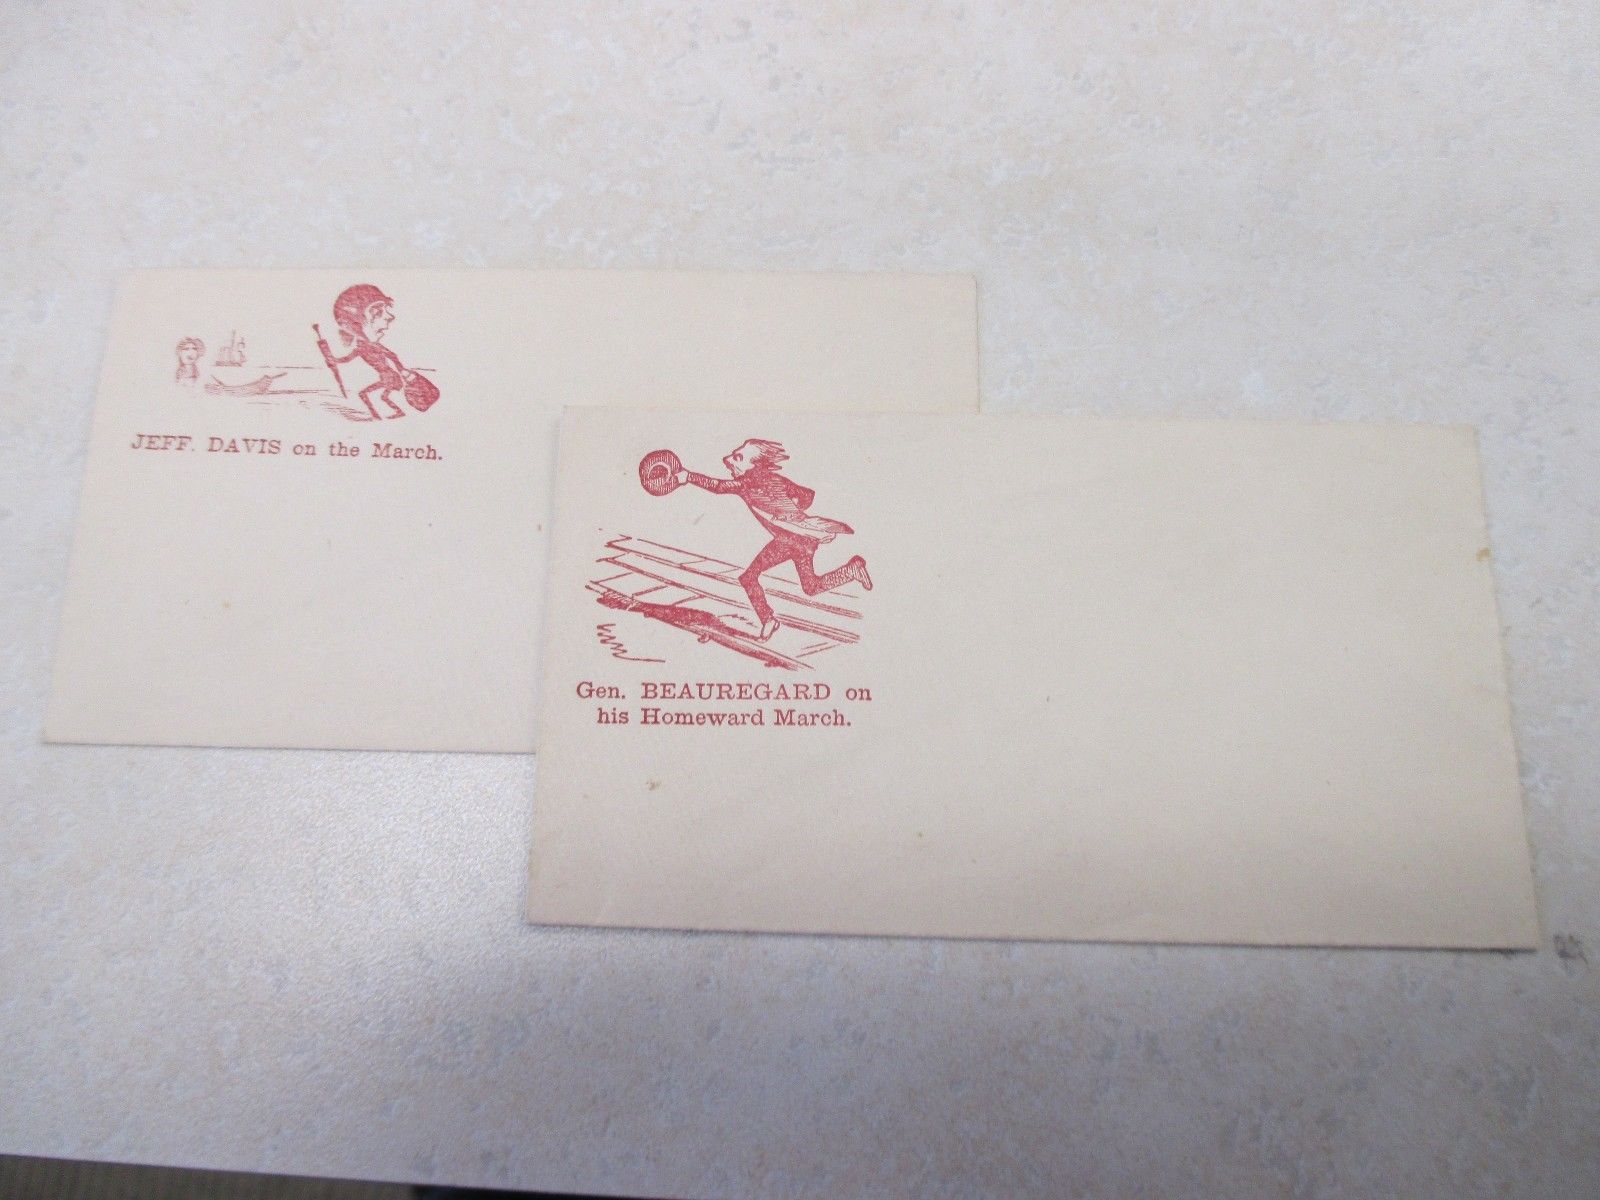 JEFF. DAVIS on the March.
Gen. BEAUREGARD on
his Homeward March.